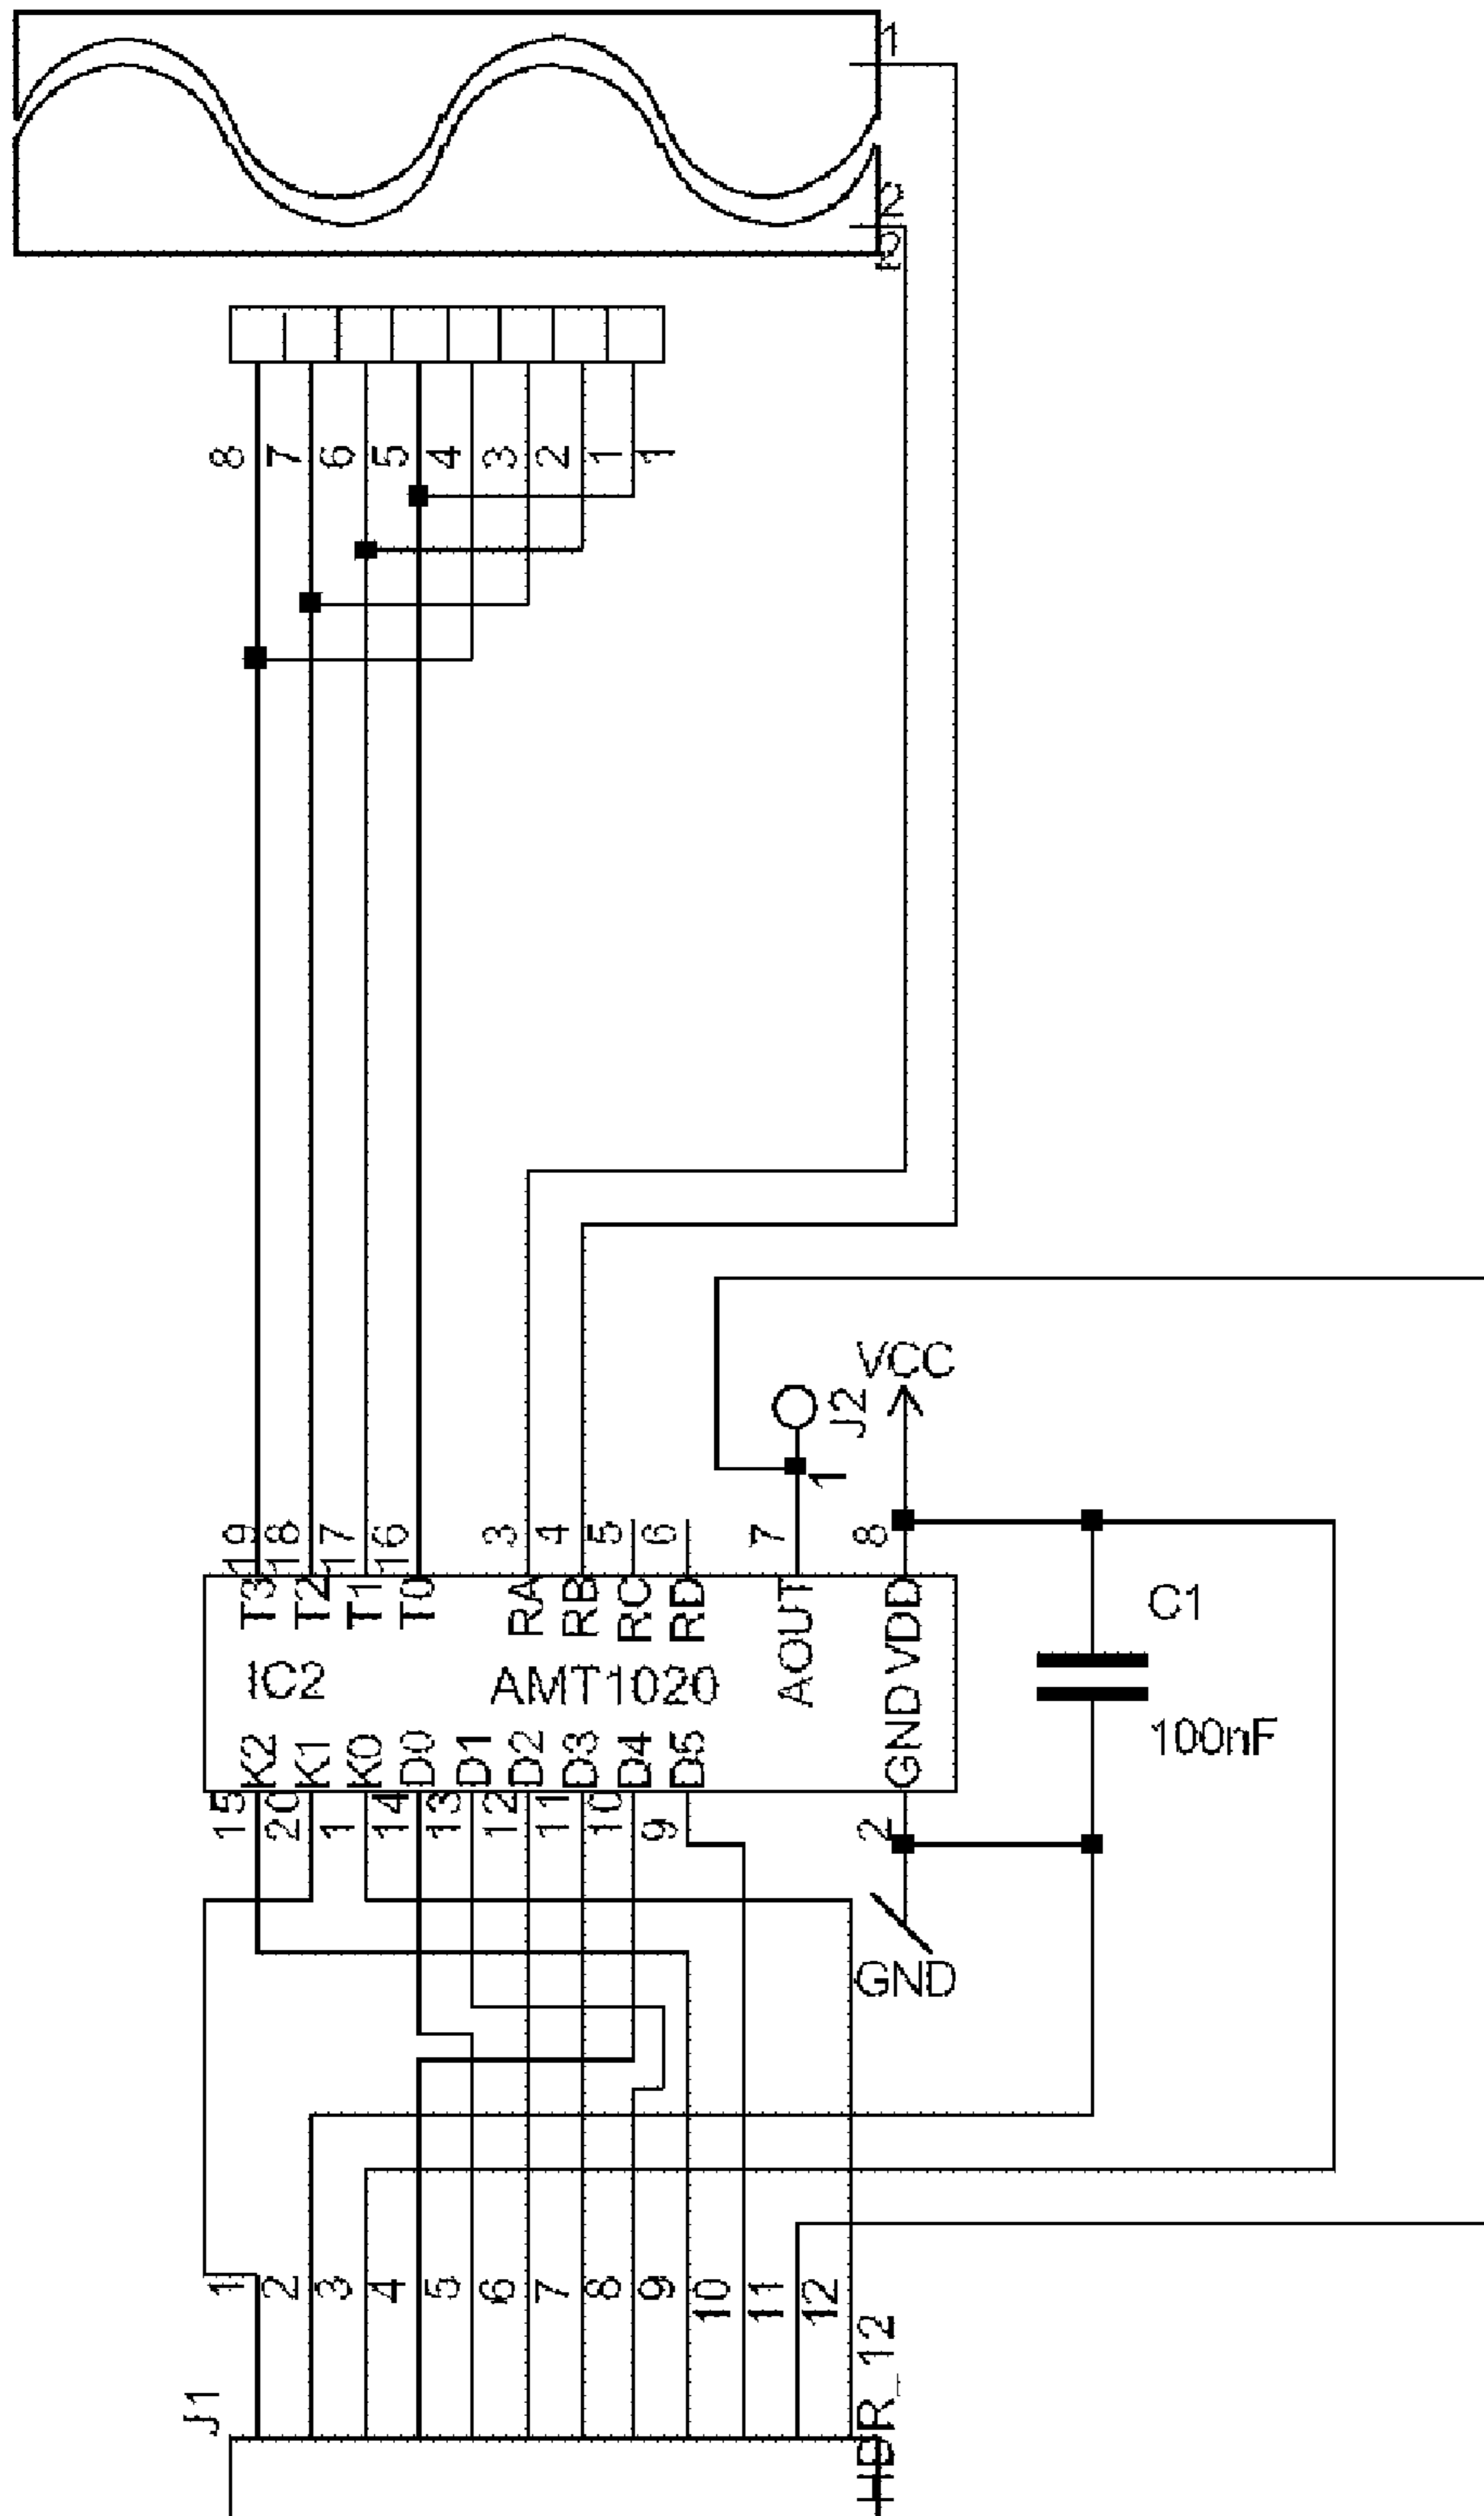 1
2
2
8 7 6 5 4 3 2 1 1
VCC
J2
1
19 18 17 16 3 4 5 6 7 8
T3 T2 T1 T0 RA RB RC RD AOUT VDD
C1
IC2 AMT1020
100nF
K2 K1 K0 D0 D1 D2 D3 D4 D5 GND
15 20 1 14 13 12 11 10 9 2
GND
1 2 3 4 5 6 7 8 9 10 11 12
J1
HDR_12